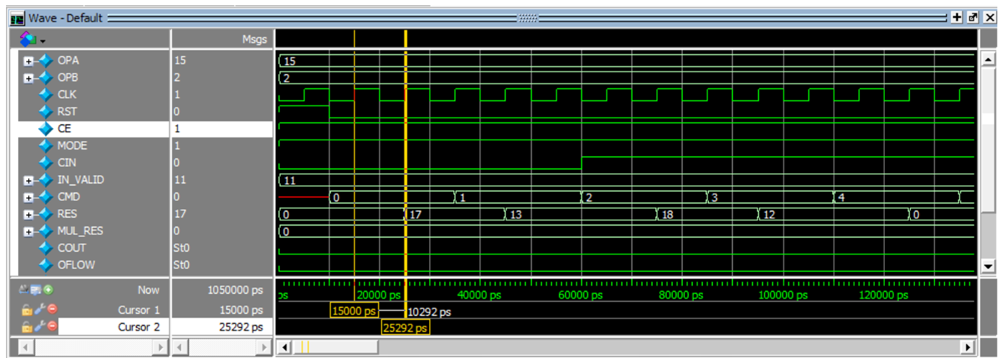 Wave - Default
Msgs
OPA 15 15
OPB 2 2
CLK 1
RST 0
CE 1
MODE 1
CIN 0
IN_VALID 11 11
CMD 0 0 1 2 3 4
RES 17 0 17 13 18 12 0
MUL_RES 0 0
COUT St0
OFLOW St0
Now 1050000 ps ps 20000 ps 40000 ps 60000 ps 80000 ps 100000 ps 120000 ps
Cursor 1 15000 ps 15000 ps 10292 ps
Cursor 2 25292 ps 25292 ps